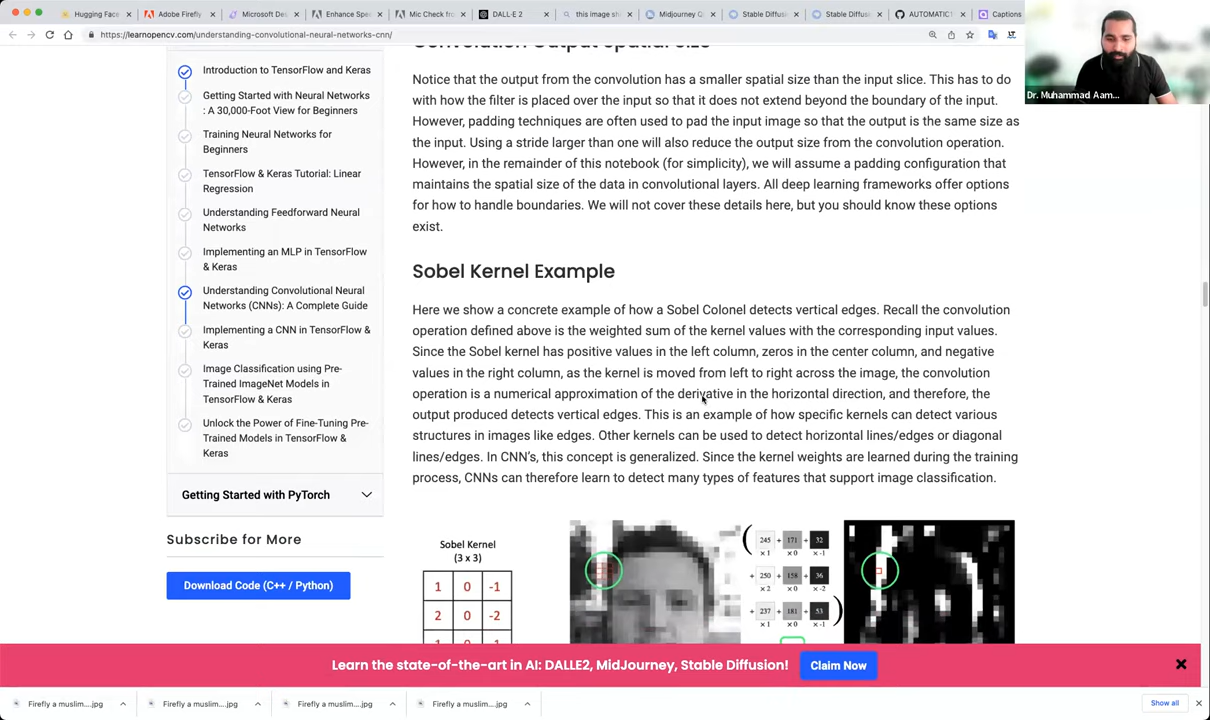 Hugging Face
Adobe Firefly
Microsoft Des
Enhance Spe
Mic Check fr
DALL·E 2
this image sh
Midjourney
Stable Diffus
Stable Diffus
AUTOMATIC
Captions
https://learnopencv.com/understanding-convolutional-neural-networks-cnn/
Dr. Muhammad Aam...
Introduction to TensorFlow and Keras
Getting Started with Neural Networks
: A 30,000-Foot View for Beginners
Training Neural Networks for
Beginners
TensorFlow & Keras Tutorial: Linear
Regression
Understanding Feedforward Neural
Networks
Implementing an MLP in TensorFlow
& Keras
Understanding Convolutional Neural
Networks (CNNs): A Complete Guide
Implementing a CNN in TensorFlow &
Keras
Image Classification using Pre-
Trained ImageNet Models in
TensorFlow & Keras
Unlock the Power of Fine-Tuning Pre-
Trained Models in TensorFlow &
Keras
Getting Started with PyTorch
Subscribe for More
Download Code (C++ / Python)
Convolution Output Spatial Size
Notice that the output from the convolution has a smaller spatial size than the input slice. This has to do
with how the filter is placed over the input so that it does not extend beyond the boundary of the input.
However, padding techniques are often used to pad the input image so that the output is the same size as
the input. Using a stride larger than one will also reduce the output size from the convolution operation.
However, in the remainder of this notebook (for simplicity), we will assume a padding configuration that
maintains the spatial size of the data in convolutional layers. All deep learning frameworks offer options
for how to handle boundaries. We will not cover these details here, but you should know these options
exist.
Sobel Kernel Example
Here we show a concrete example of how a Sobel Colonel detects vertical edges. Recall the convolution
operation defined above is the weighted sum of the kernel values with the corresponding input values.
Since the Sobel kernel has positive values in the left column, zeros in the center column, and negative
values in the right column, as the kernel is moved from left to right across the image, the convolution
operation is a numerical approximation of the derivative in the horizontal direction, and therefore, the
output produced detects vertical edges. This is an example of how specific kernels can detect various
structures in images like edges. Other kernels can be used to detect horizontal lines/edges or diagonal
lines/edges. In CNN's, this concept is generalized. Since the kernel weights are learned during the training
process, CNNs can therefore learn to detect many types of features that support image classification.
Sobel Kernel
(3 x 3)
1 0 -1
2 0 -2
( 245 + 171 + 32
x 1 x 0 x -1
+ 250 + 158 + 36
x 2 x 0 x -2
+ 237 + 181 + 53 )
x 1 x 0 x -1
Learn the state-of-the-art in AI: DALLE2, MidJourney, Stable Diffusion!
Claim Now
Firefly a muslim....jpg
Firefly a muslim....jpg
Firefly a muslim....jpg
Firefly a muslim....jpg
Show all